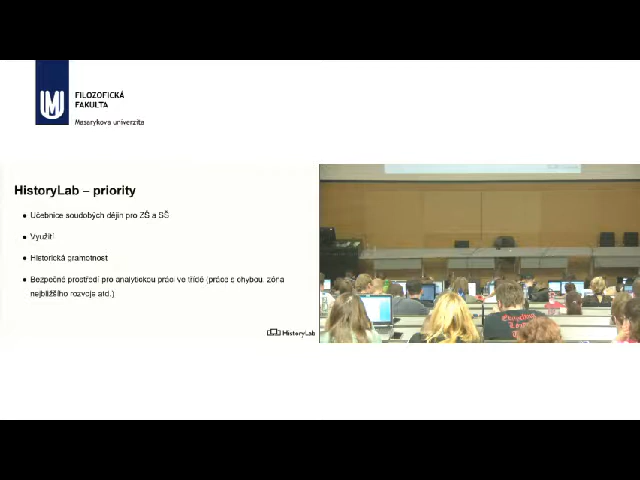 FILOZOFICKÁ
FAKULTA
Masarykova univerzita
HistoryLab – priority
Učebnice soudobých dějin pro ZŠ a SŠ
Využití
Historická gramotnost
Bezpečné prostředí pro analytickou práci ve třídě (práce s chybou, zóna
nejbližšího rozvoje atd.)
HistoryLab